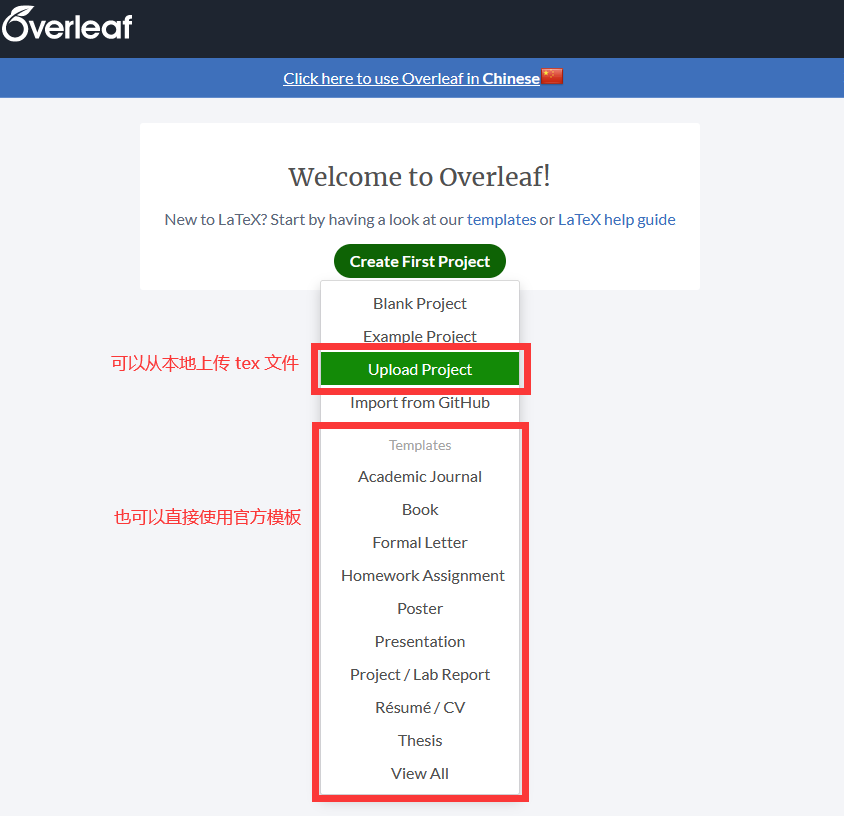 Overleaf
Click here to use Overleaf in Chinese
Welcome to Overleaf!
New to LaTeX? Start by having a look at our templates or LaTeX help guide
Create First Project
Blank Project
Example Project
可以从本地上传 tex 文件
Upload Project
Import from GitHub
Templates
Academic Journal
Book
也可以直接使用官方模板
Formal Letter
Homework Assignment
Poster
Presentation
Project / Lab Report
Résumé / CV
Thesis
View All